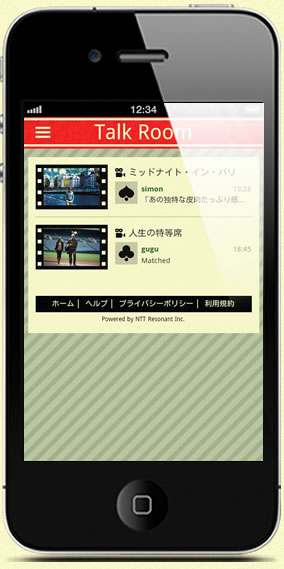 12:34
Talk Room
ミッドナイト・イン・パリ
simon 19:28
「あの独特な皮肉たっぷり感…
人生の特等席
gugu 18:45
Matched
ホーム | ヘルプ | プライバシーポリシー | 利用規約
Powered by NTT Resonant Inc.